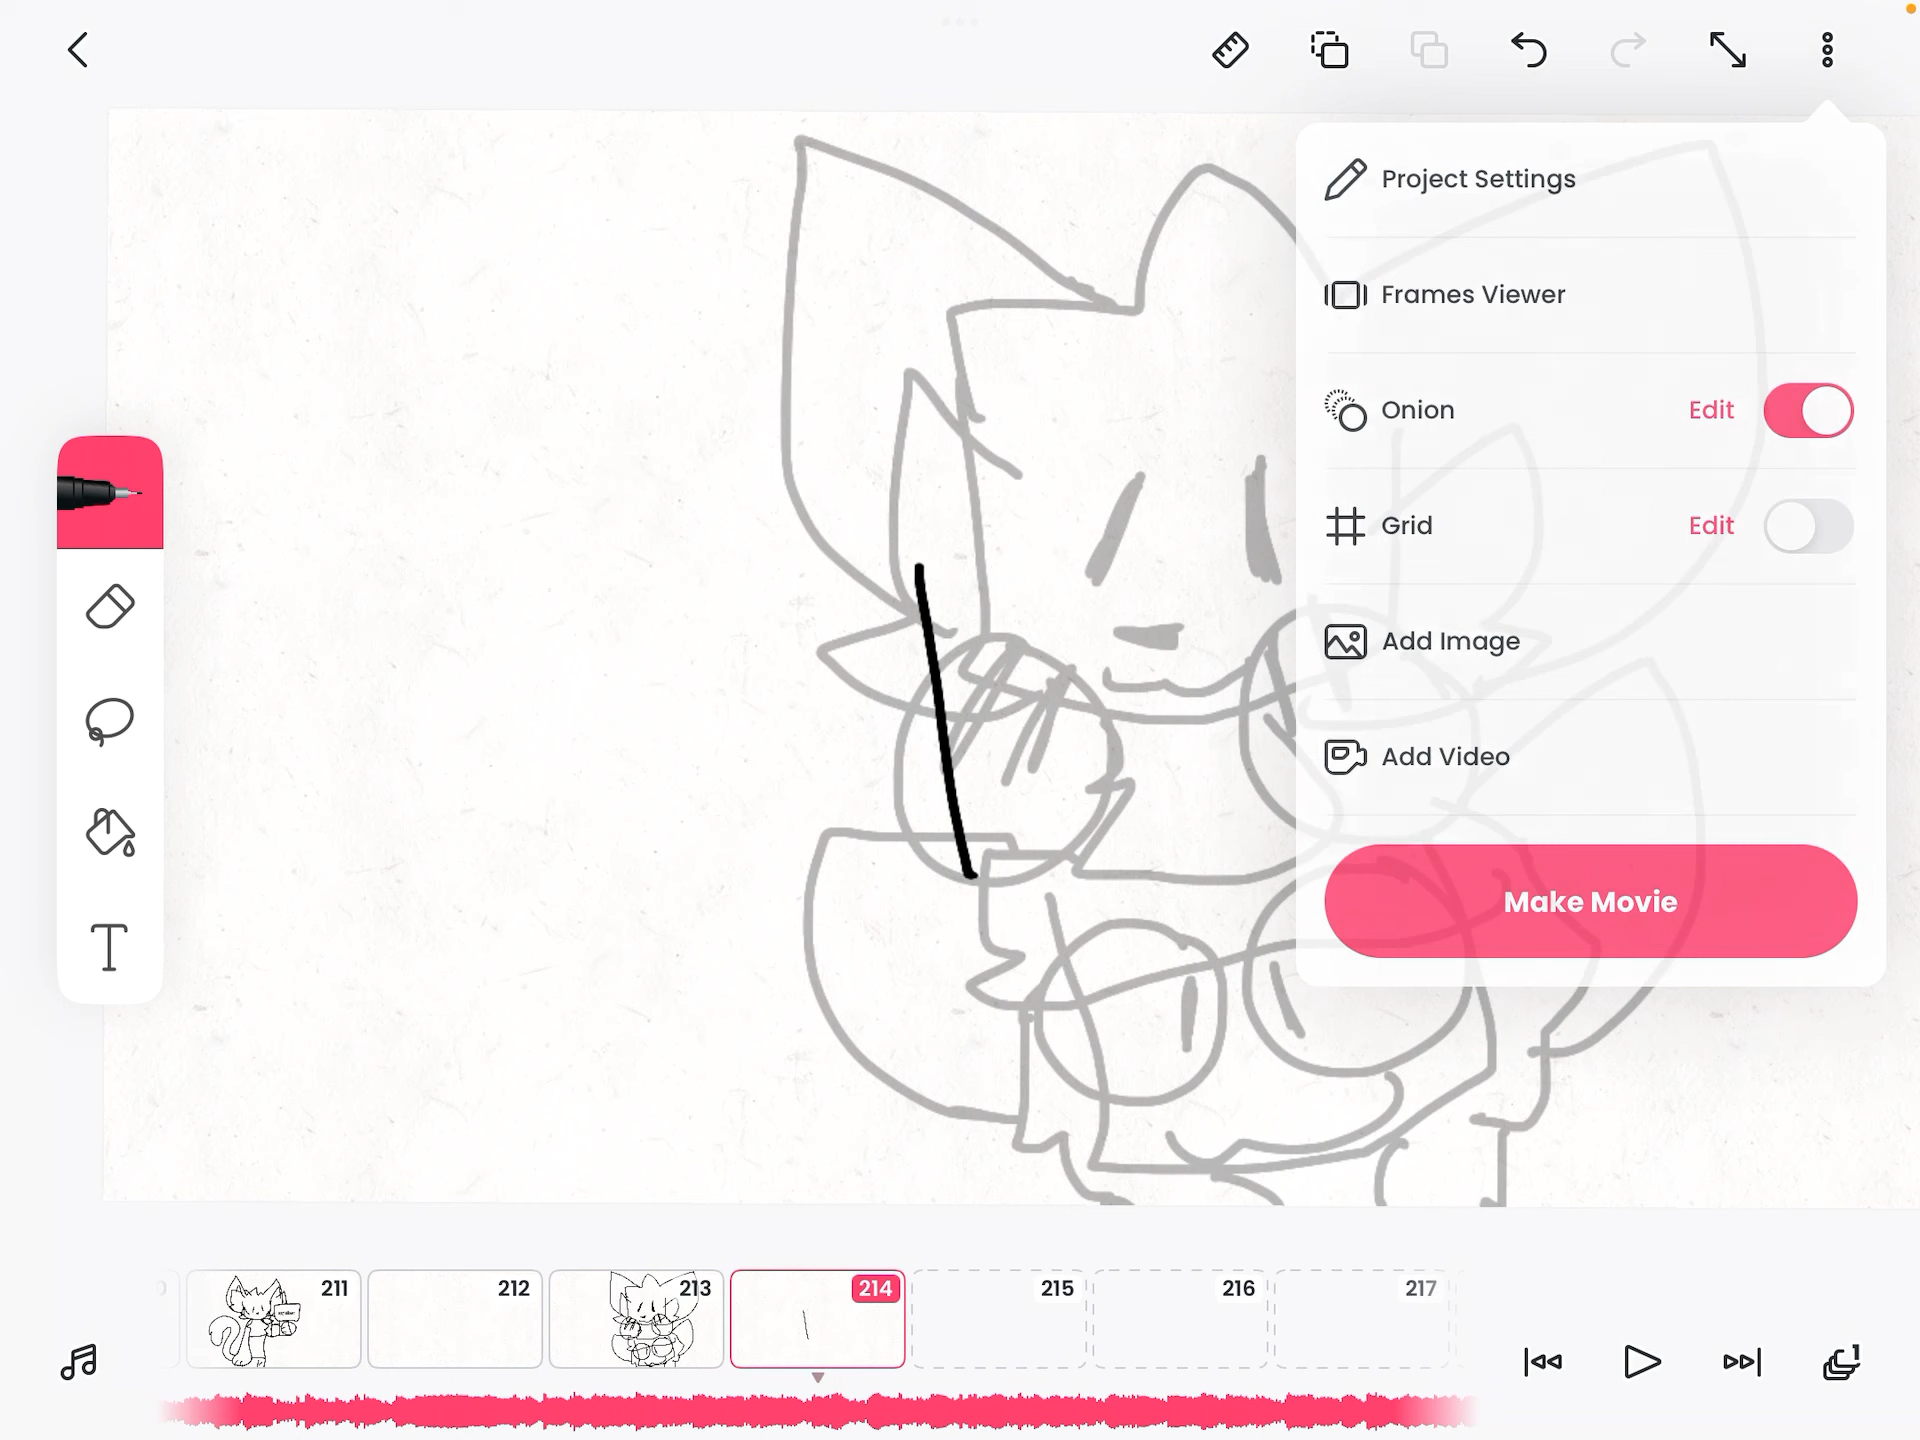 Project Settings
Frames Viewer
Onion Edit
Grid Edit
Add Image
Add Video
Make Movie
T
211 212 213 214 215 216 217
1